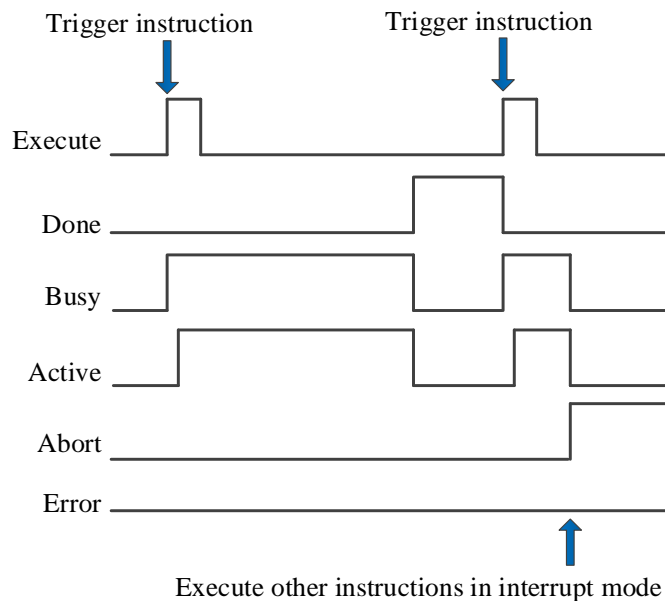 Trigger instruction
Trigger instruction
Execute
Done
Busy
Active
Abort
Error
Execute other instructions in interrupt mode